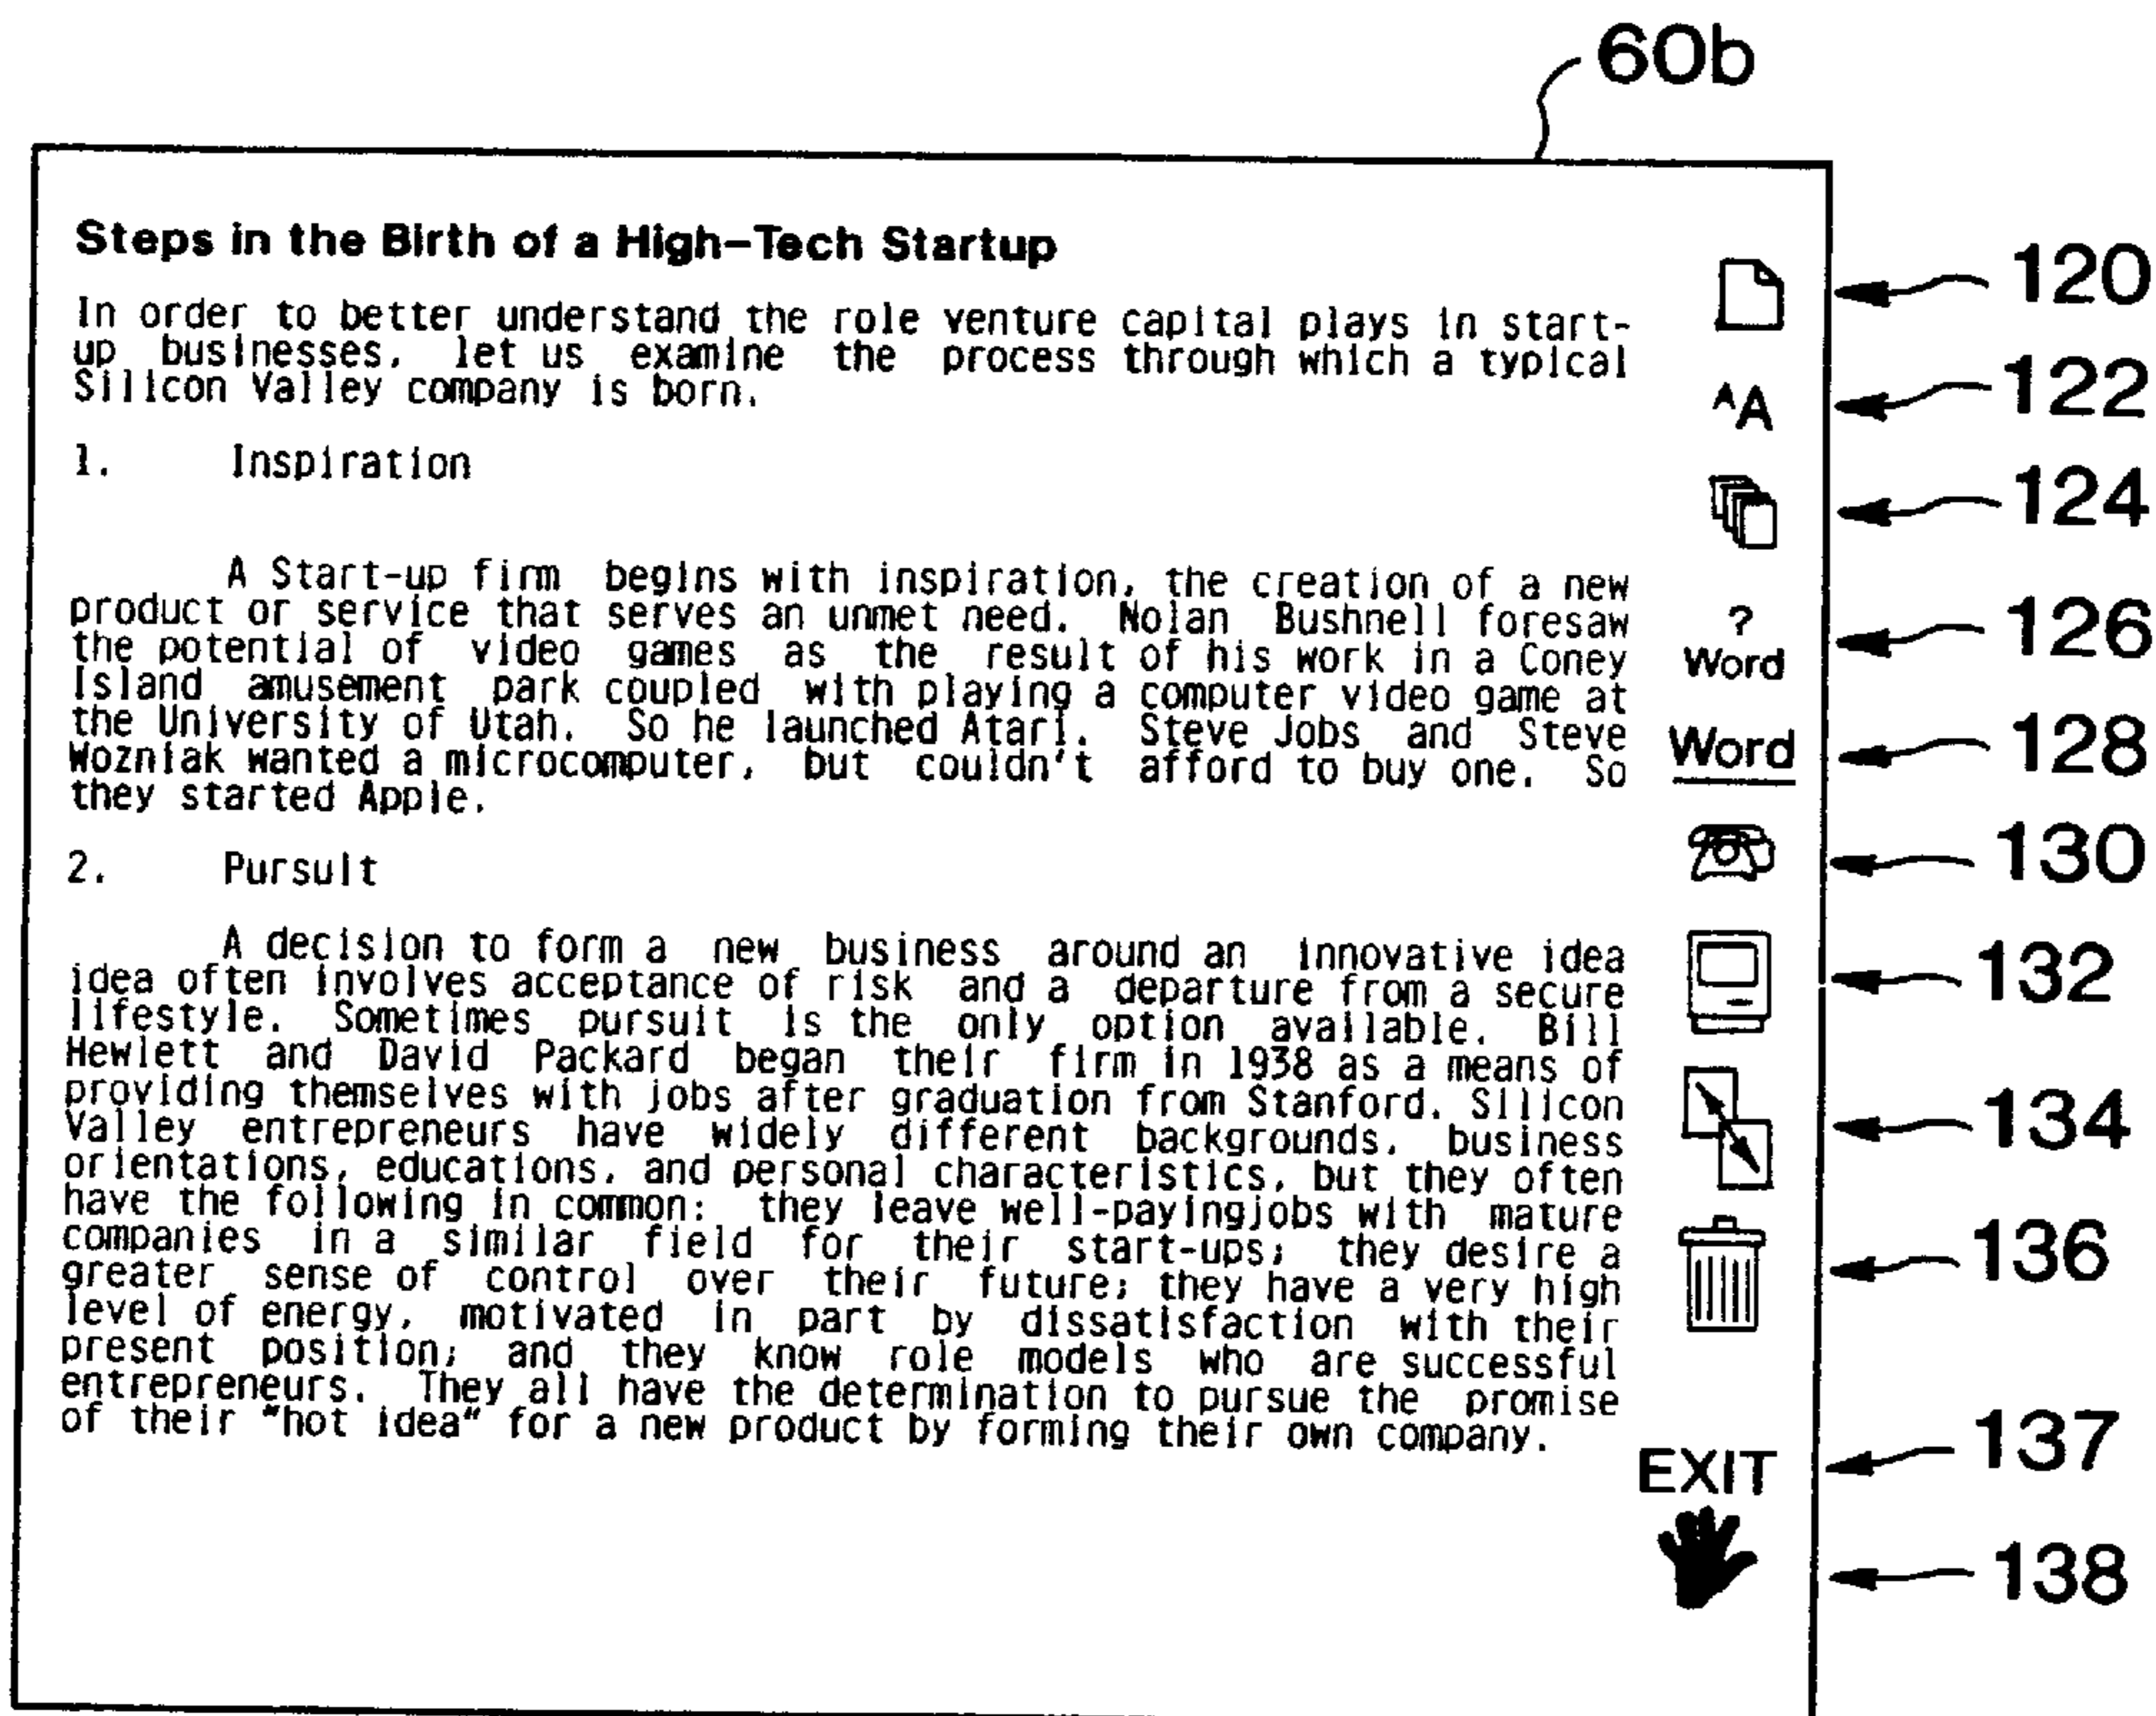 60b
Steps in the Birth of a High-Tech Startup
In order to better understand the role venture capital plays in start-
up businesses, let us examine the process through which a typical
Silicon Valley company is born.
1. Inspiration
A Start-up firm begins with inspiration, the creation of a new
product or service that serves an unmet need. Nolan Bushnell foresaw
the potential of video games as the result of his work in a Coney
Island amusement park coupled with playing a computer video game at
the University of Utah. So he launched Atari. Steve Jobs and Steve
Wozniak wanted a microcomputer, but couldn't afford to buy one. So
they started Apple.
2. Pursuit
A decision to form a new business around an innovative idea
idea often involves acceptance of risk and a departure from a secure
lifestyle. Sometimes pursuit is the only option available. Bill
Hewlett and David Packard began their firm in 1938 as a means of
providing themselves with jobs after graduation from Stanford. Silicon
Valley entrepreneurs have widely different backgrounds, business
orientations, educations, and personal characteristics, but they often
have the following in common: they leave well-payingjobs with mature
companies in a similar field for their start-ups; they desire a
greater sense of control over their future; they have a very high
level of energy, motivated in part by dissatisfaction with their
present position; and they know role models who are successful
entrepreneurs. They all have the determination to pursue the promise
of their "hot idea" for a new product by forming their own company.
120
AA 122
124
? Word 126
Word 128
130
132
134
136
EXIT 137
138